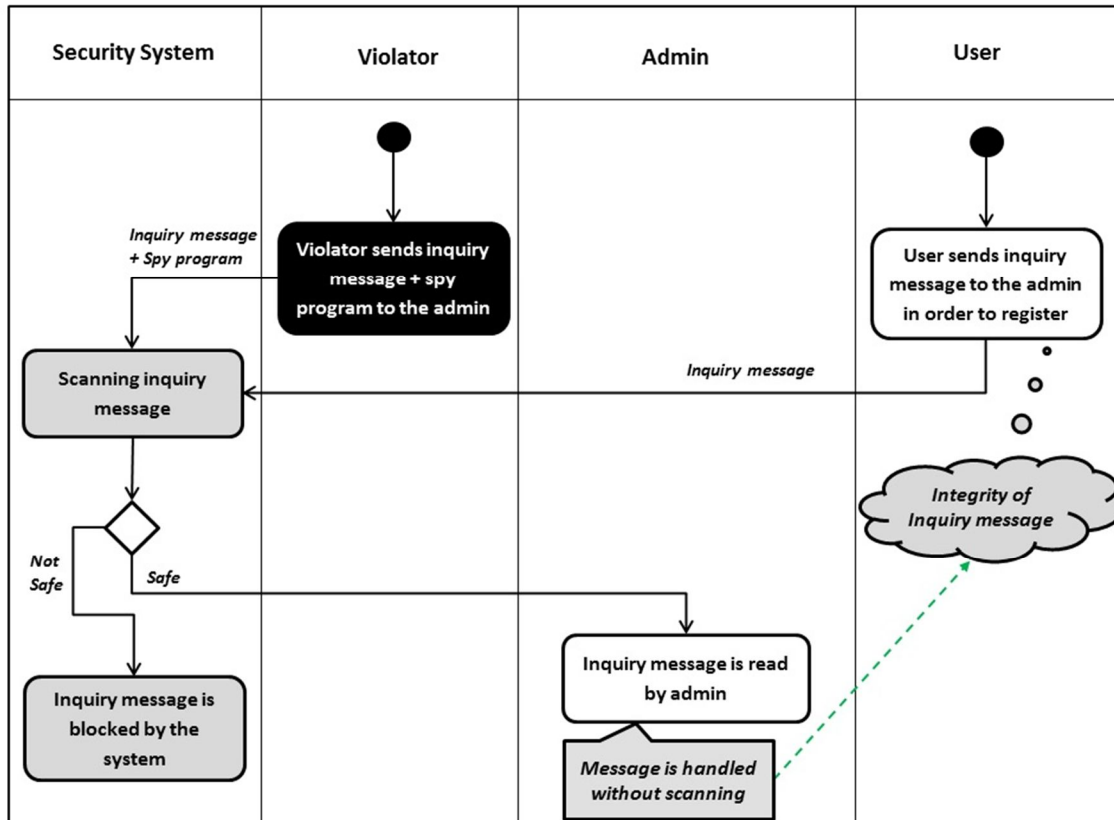 Security System
Violator
Admin
User
Inquiry message
+ Spy program
Violator sends inquiry
message + spy
program to the admin
User sends inquiry
message to the admin
in order to register
Scanning inquiry
message
Inquiry message
Integrity of
Inquiry message
Not
Safe
Safe
Inquiry message is read
by admin
Inquiry message is
blocked by the
system
Message is handled
without scanning